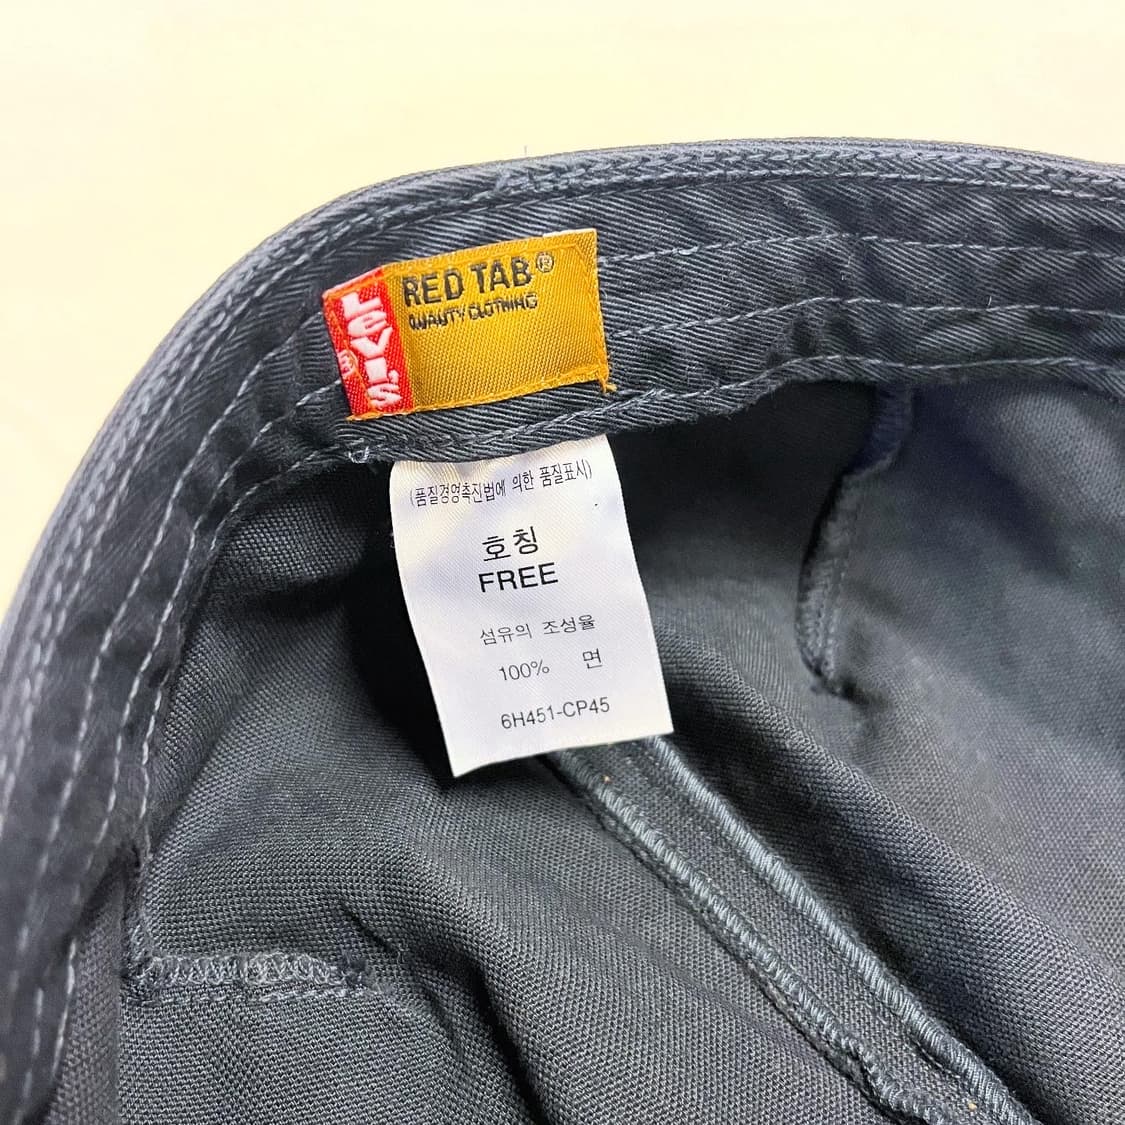 RED TAB®
QUALITY CLOTHING
Levi's®
(품질경영촉진법에 의한 품질표시)
호칭
FREE
섬유의 조성율
100% 면
6H451-CP45